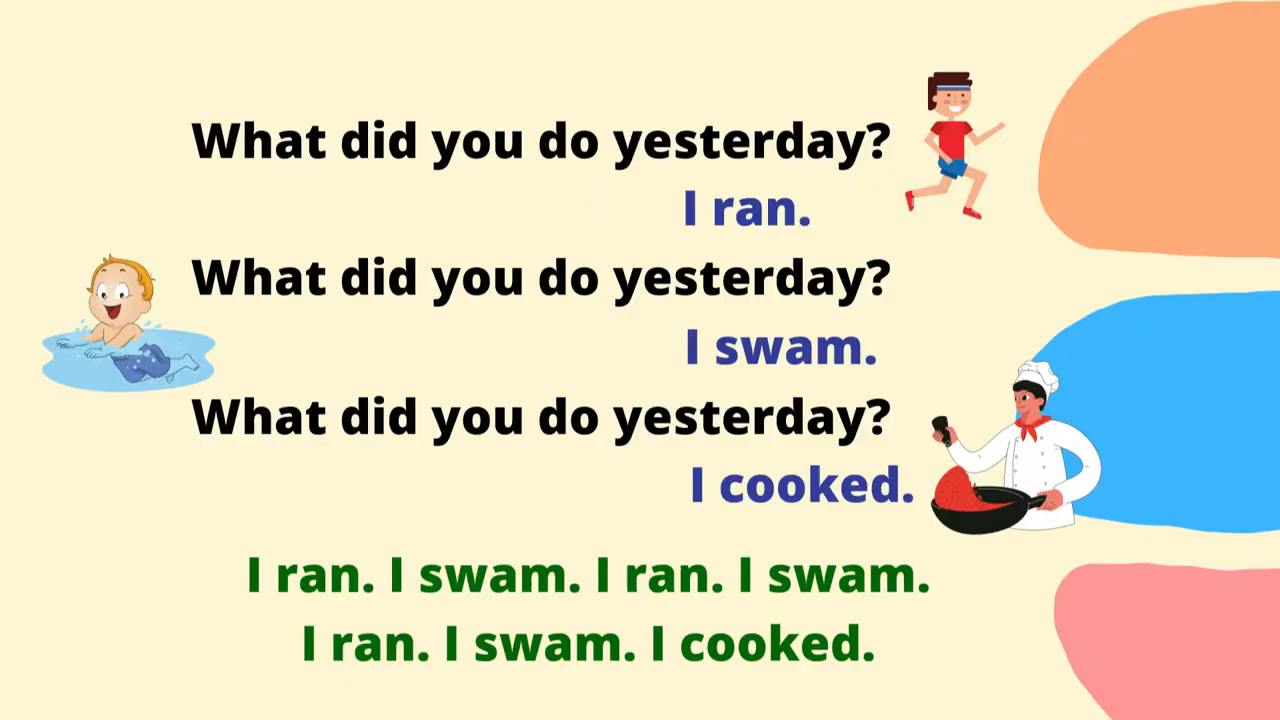 What did you do yesterday?
I ran.
What did you do yesterday?
I swam.
What did you do yesterday?
I cooked.
I ran. I swam. I ran. I swam.
I ran. I swam. I cooked.